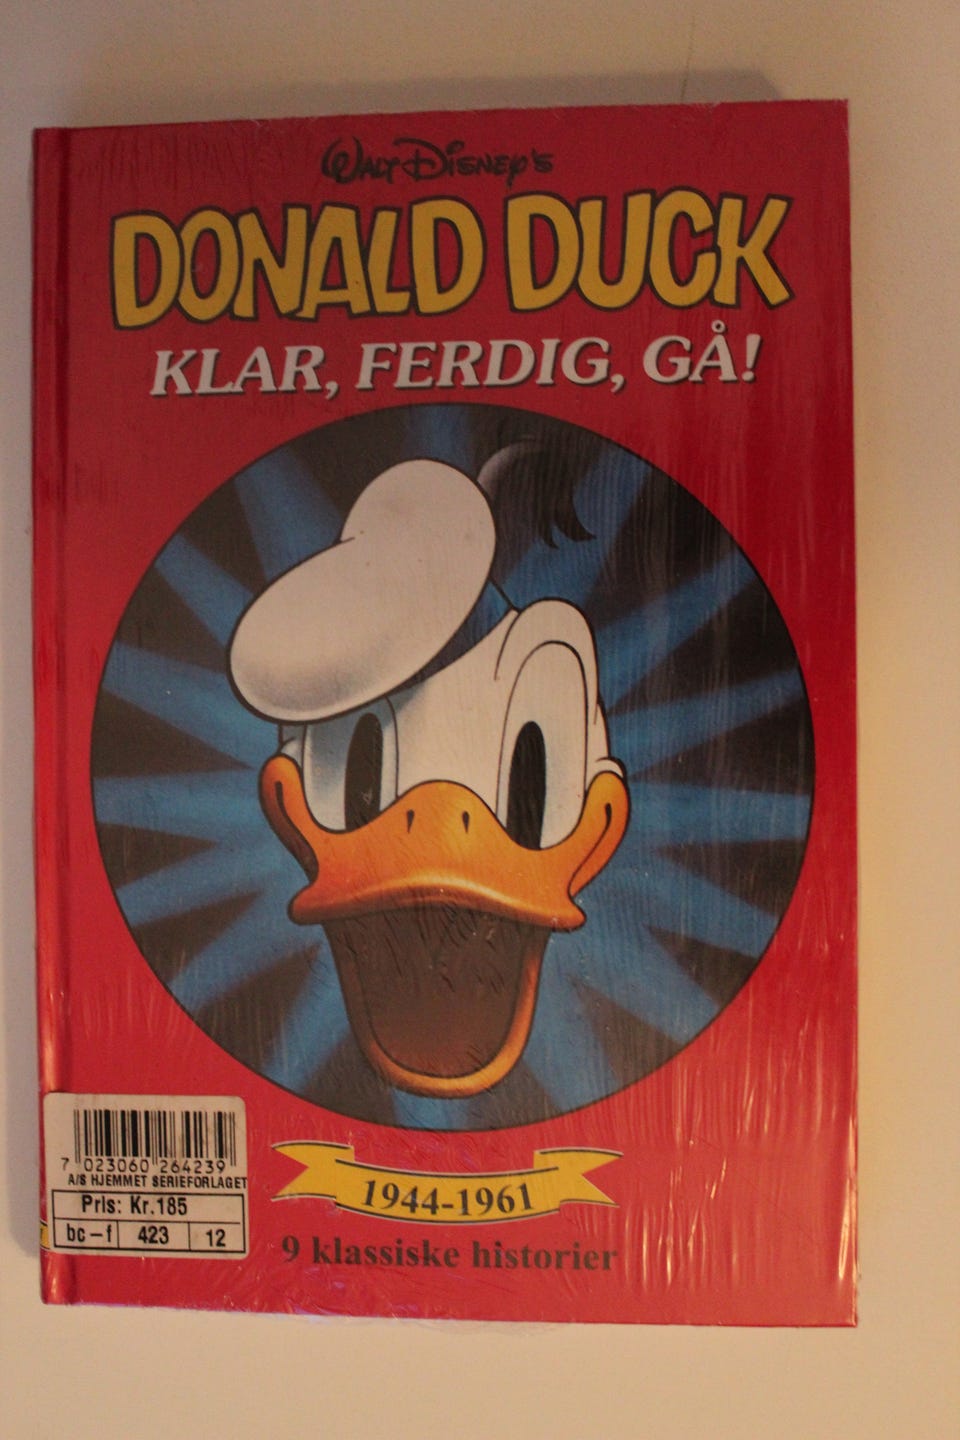 WALT DISNEY'S
DONALD DUCK
KLAR, FERDIG, GÅ!
7 023060 264239
A/S HJEMMET SERIEFORLAGET
Pris: Kr.185
bc-f 423 12
1944-1961
9 klassiske historier